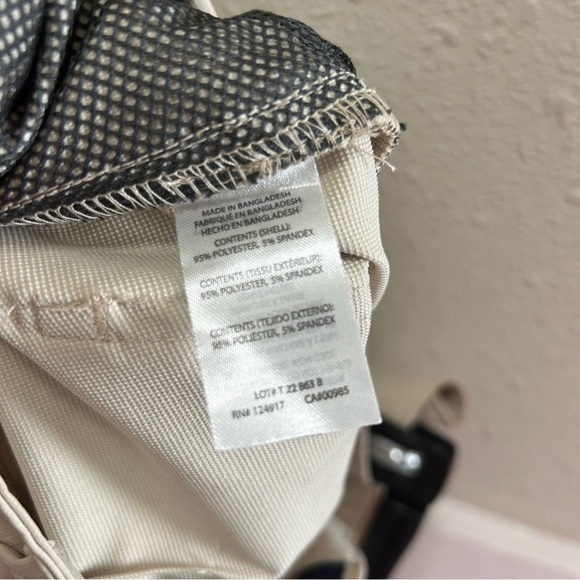 MADE IN BANGLADESH
FABRIQUÉ EN BANGLADESH
HECHO EN BANGLADESH
CONTENTS (SHELL):
95% POLYESTER, 5% SPANDEX
CONTENTS (TISSU EXTÉRIEUR):
95% POLYESTER, 5% SPANDEX
CONTENTS (TEJIDO EXTERNO):
95% POLYESTER, 5% SPANDEX
LOT# T 22 863 B
RN# 124917 CA#00985